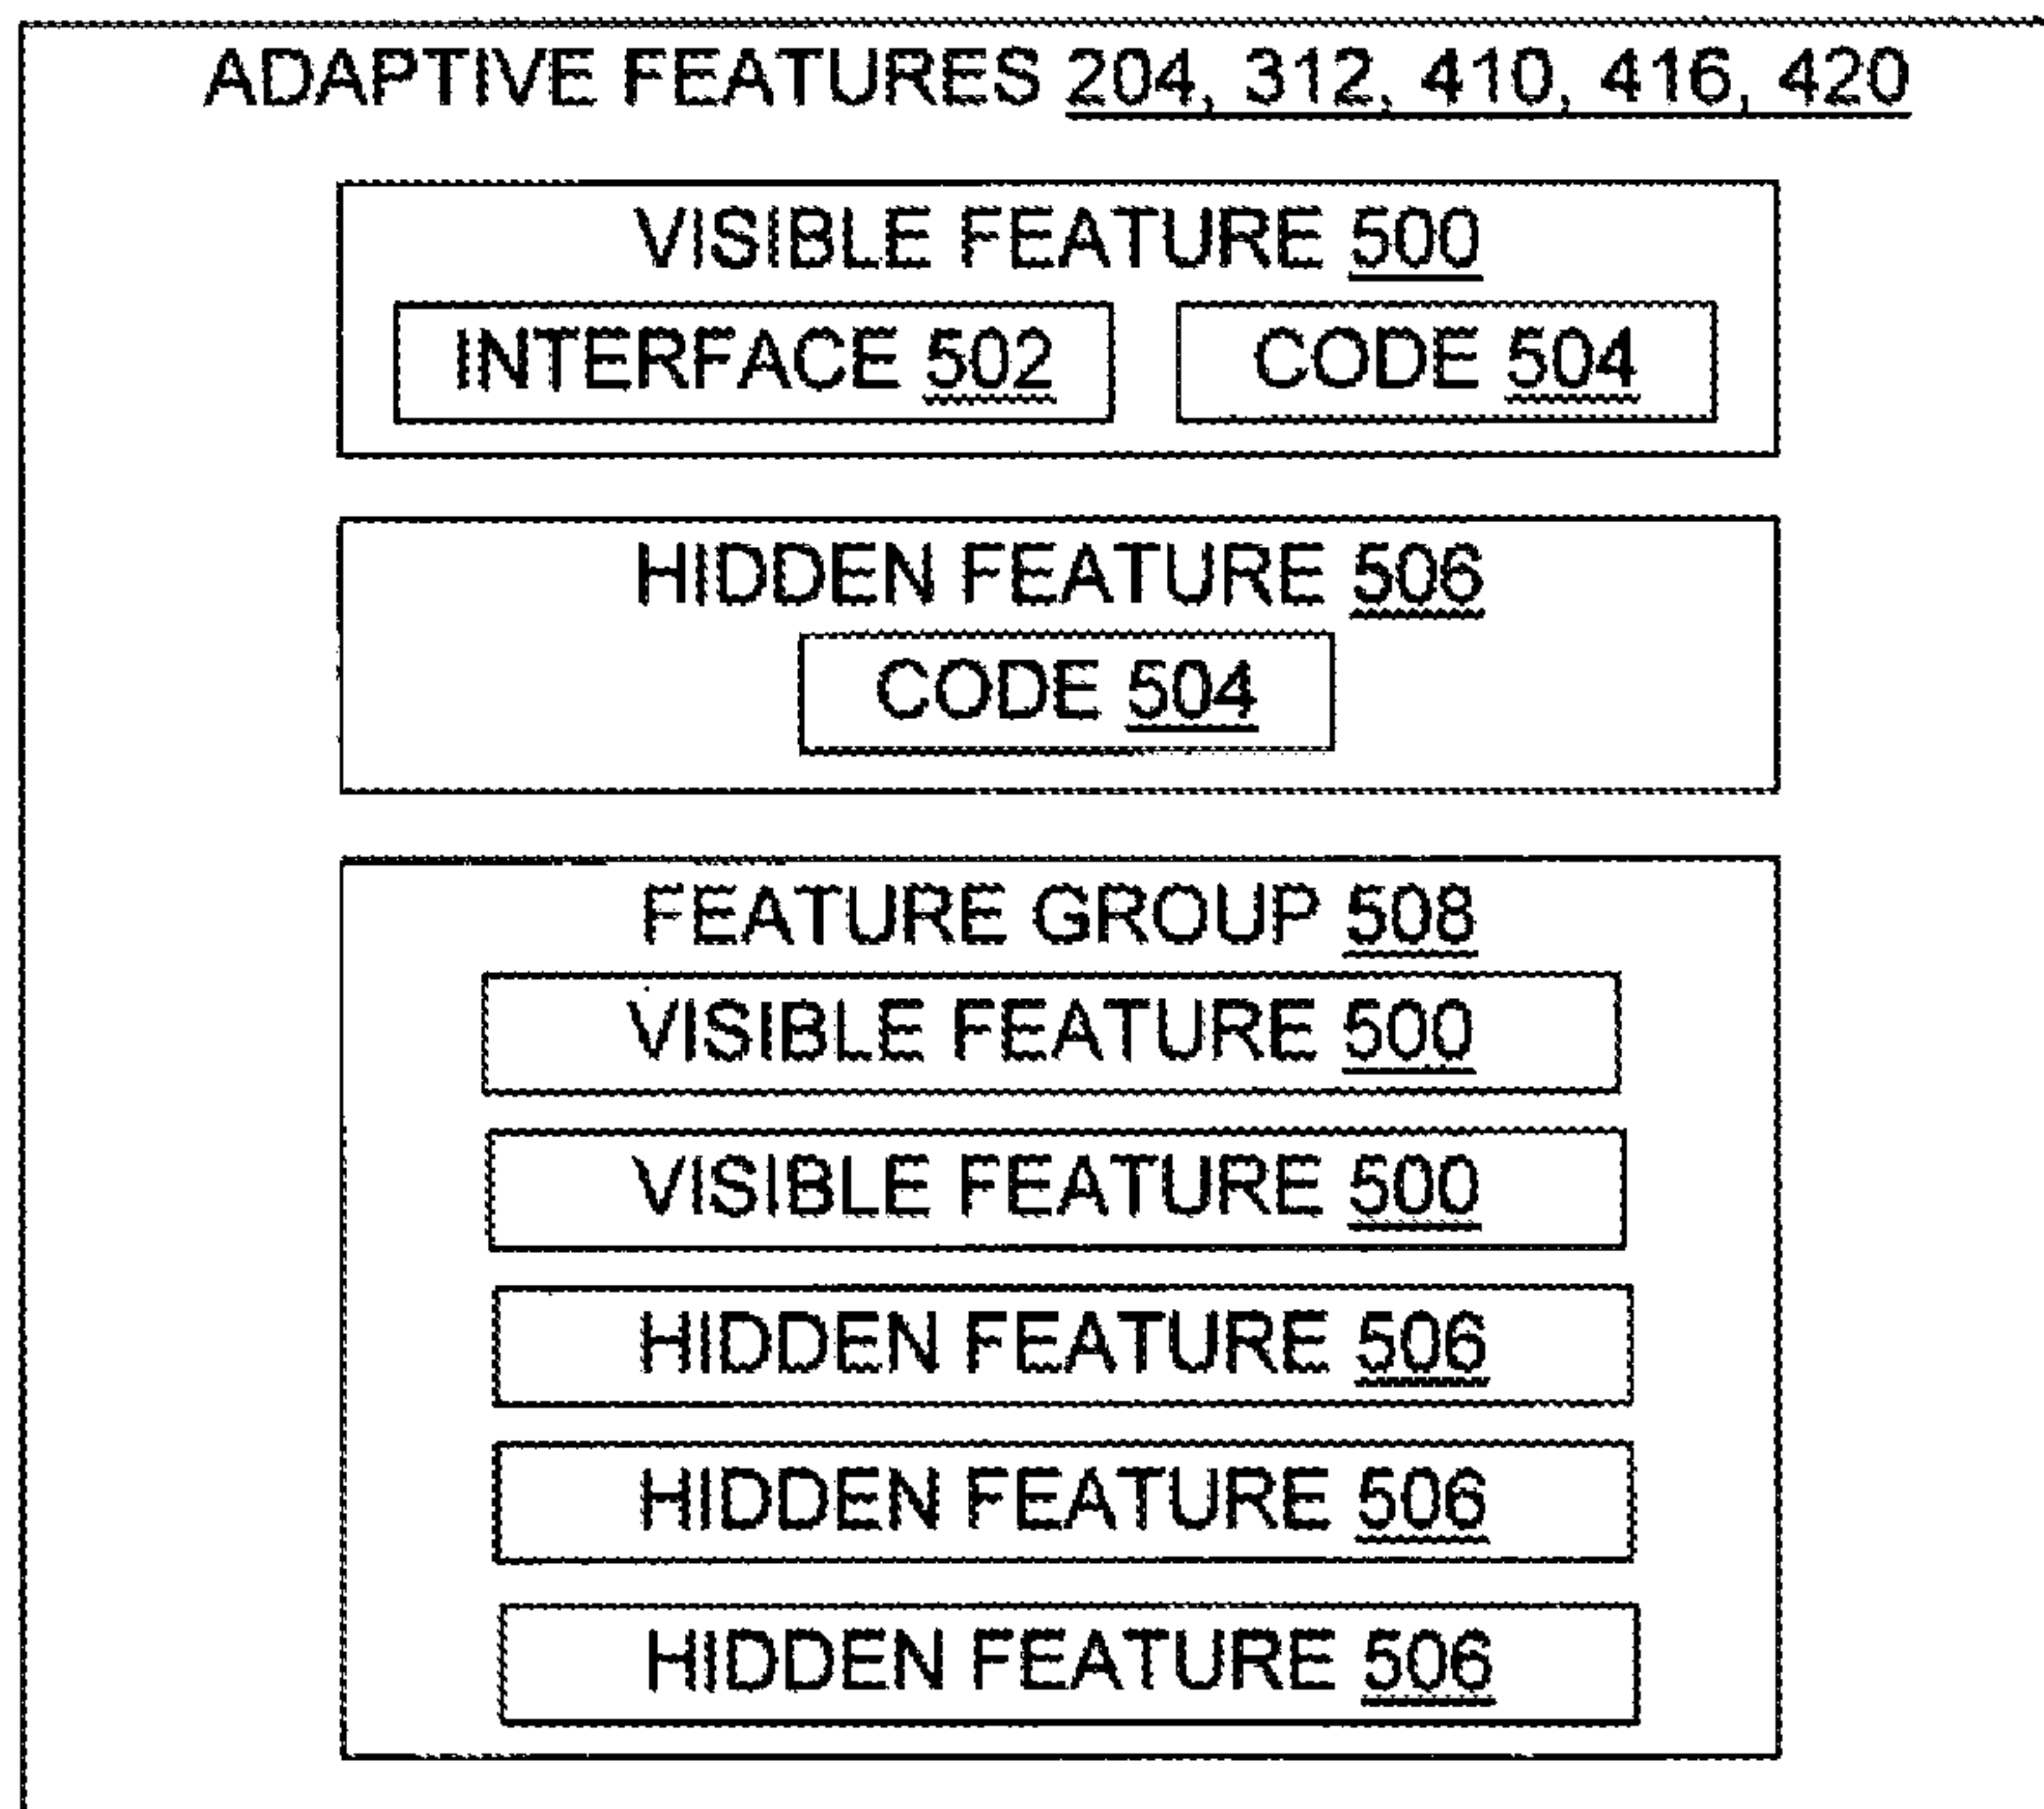 ADAPTIVE FEATURES 204, 312, 410, 416, 420
VISIBLE FEATURE 500
INTERFACE 502 CODE 504
HIDDEN FEATURE 506
CODE 504
FEATURE GROUP 508
VISIBLE FEATURE 500
VISIBLE FEATURE 500
HIDDEN FEATURE 506
HIDDEN FEATURE 506
HIDDEN FEATURE 506